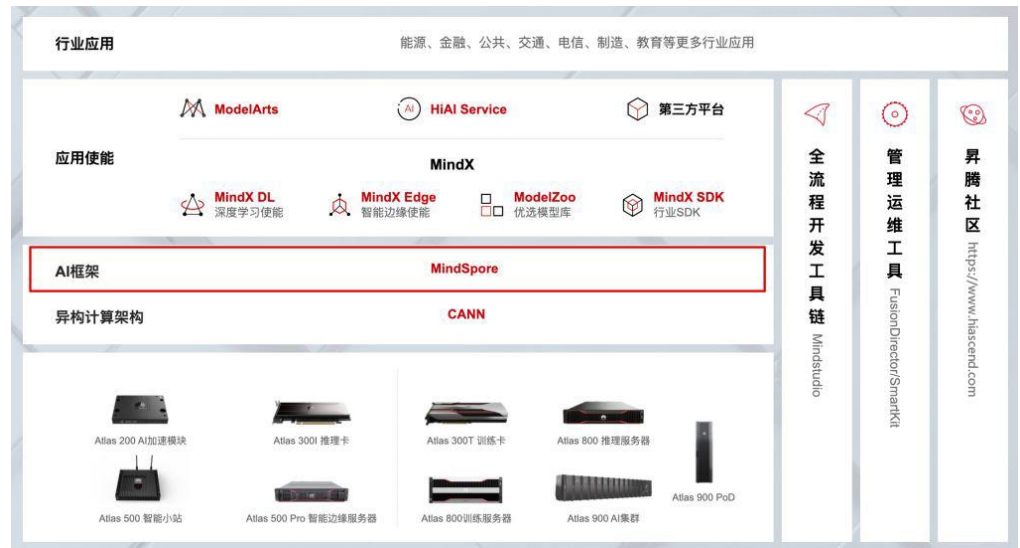 行业应用
能源、金融、公共、交通、电信、制造、教育等更多行业应用
应用使能
ModelArts
HiAI Service
第三方平台
MindX
MindX DL
深度学习使能
MindX Edge
智能边缘使能
ModelZoo
优选模型库
MindX SDK
行业SDK
AI框架
MindSpore
异构计算架构
CANN
Atlas 200 AI加速模块
Atlas 300I 推理卡
Atlas 300T 训练卡
Atlas 800 推理服务器
Atlas 500 智能小站
Atlas 500 Pro 智能边缘服务器
Atlas 800训练服务器
Atlas 900 AI集群
Atlas 900 PoD
全流程开发工具链 Mindstudio
管理运维工具 FusionDirector/SmartKit
昇腾社区 https://www.hiascend.com